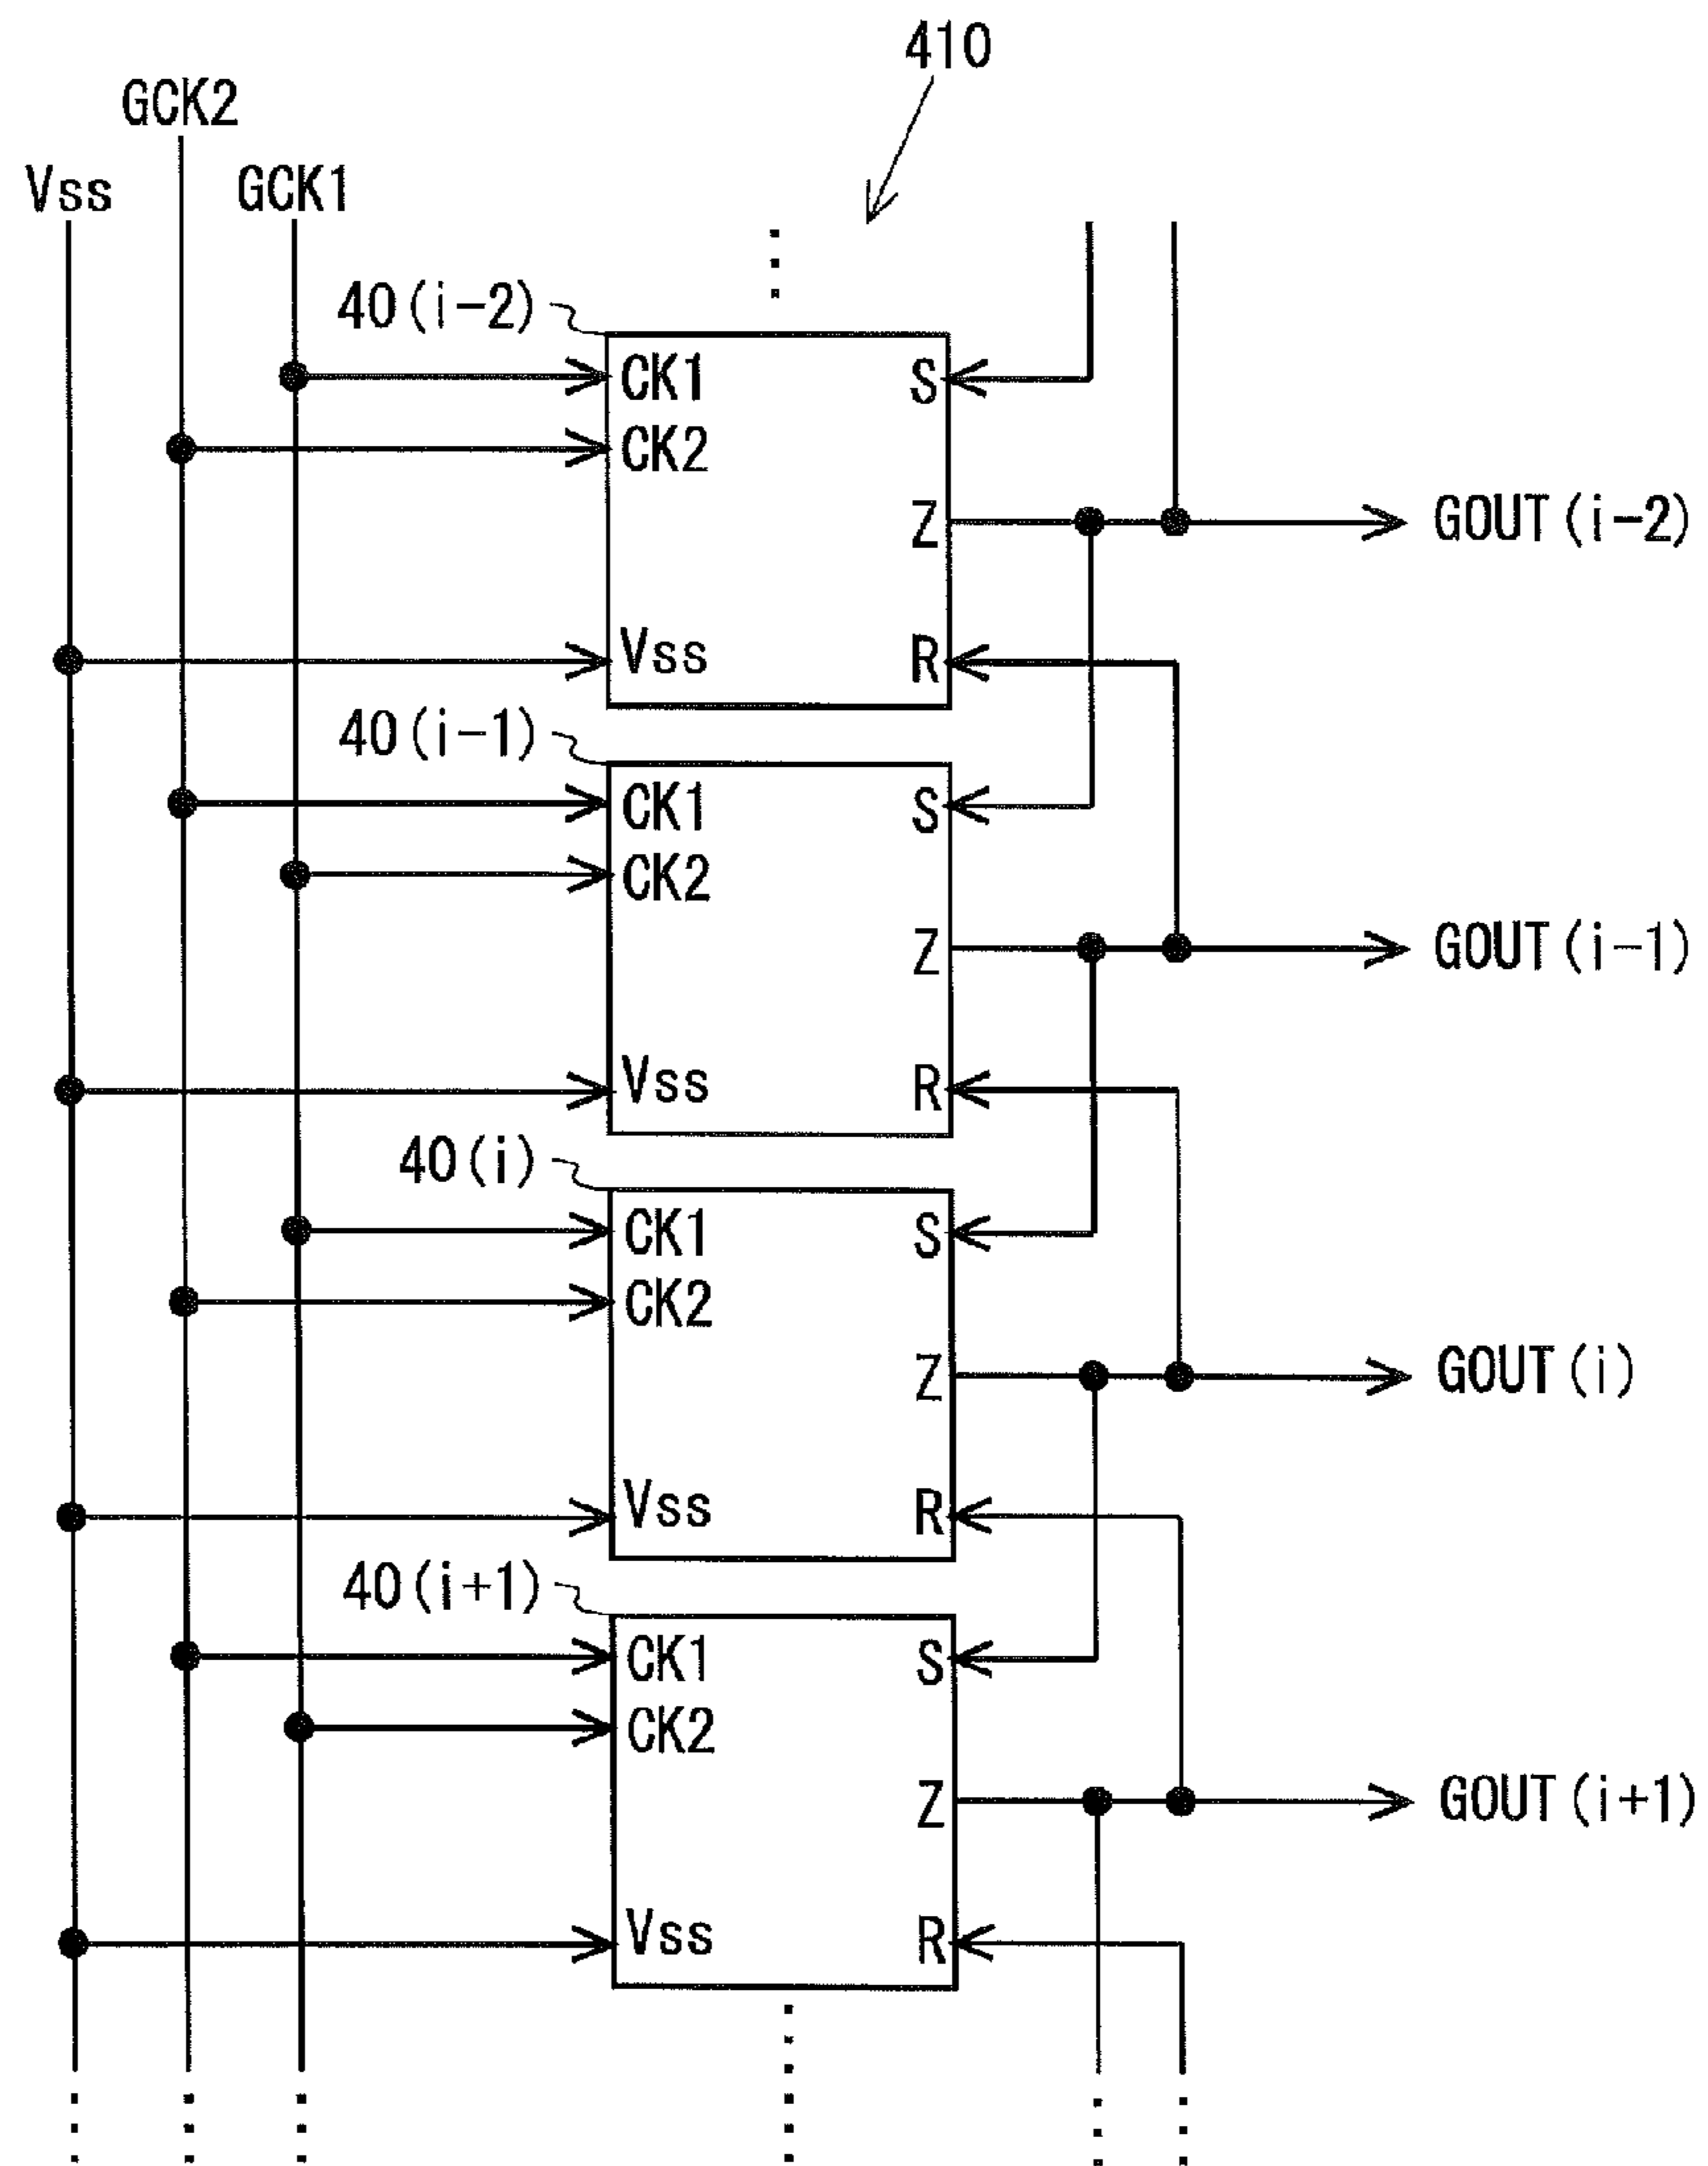 410
GCK2
Vss GCK1
40(i-2)
CK1 S
CK2
Z GOUT(i-2)
Vss R
40(i-1)
CK1 S
CK2
Z GOUT(i-1)
Vss R
40(i)
CK1 S
CK2
Z GOUT(i)
Vss R
40(i+1)
CK1 S
CK2
Z GOUT(i+1)
Vss R